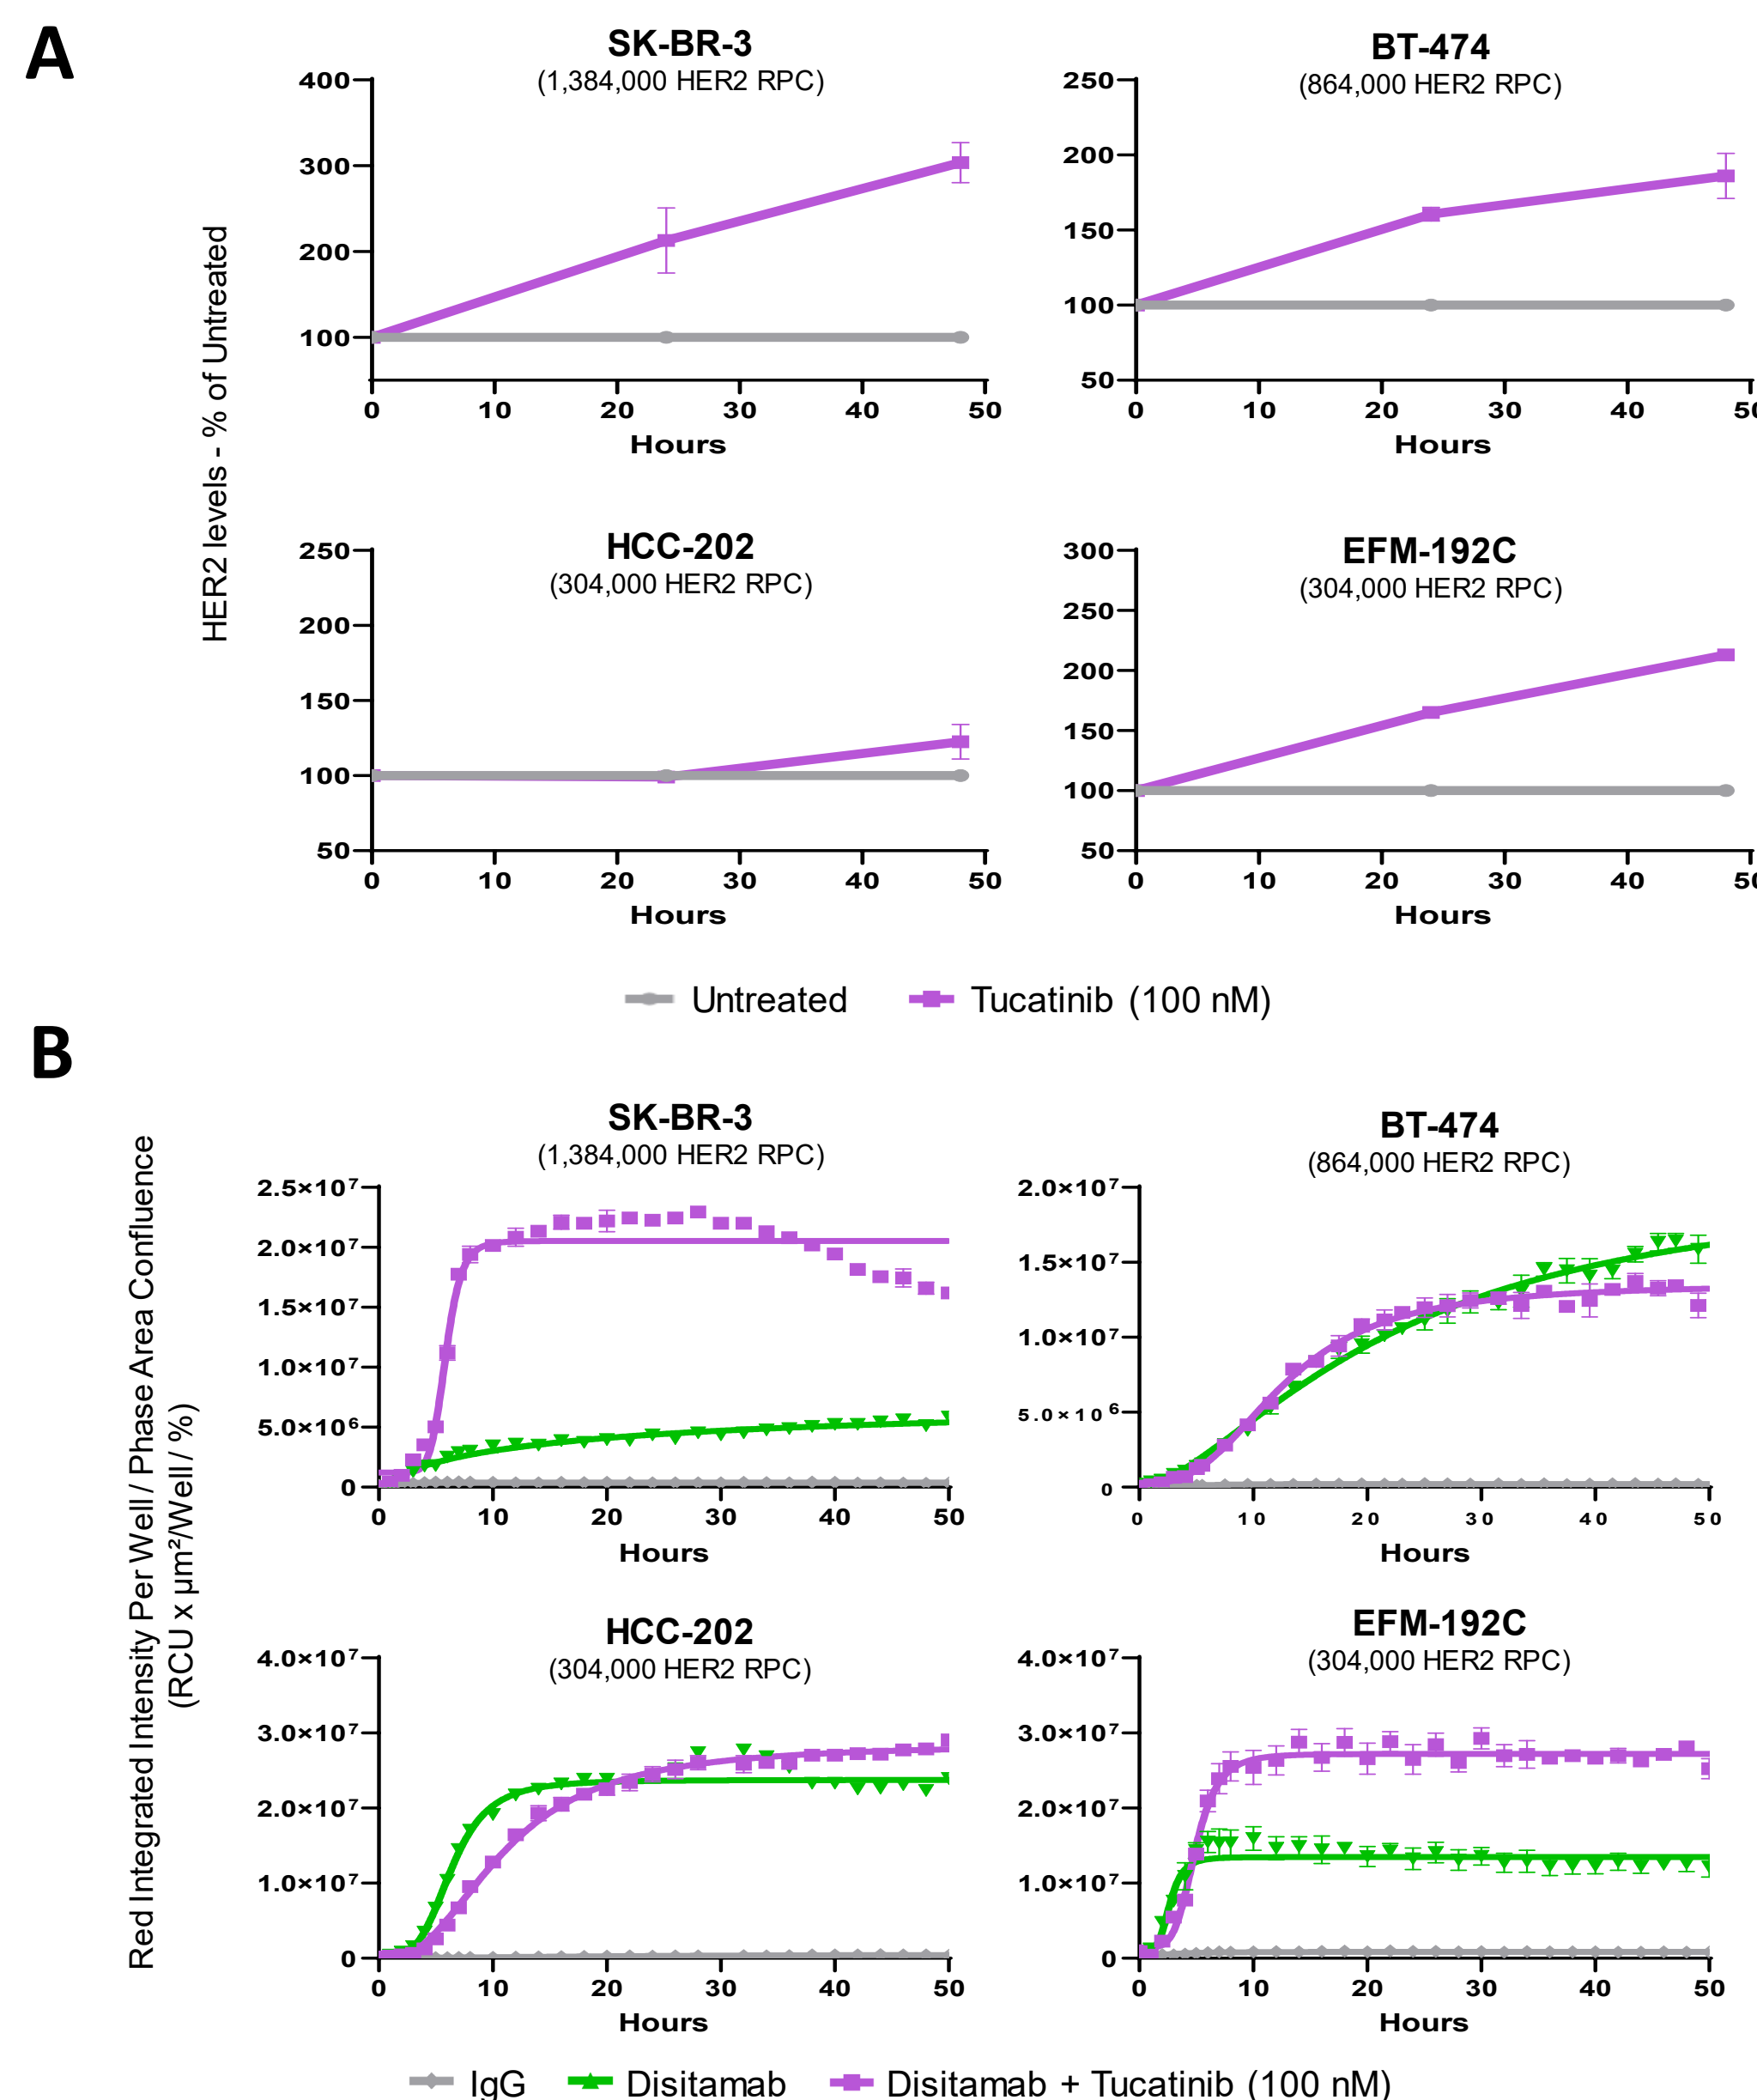 A
HER2 levels - % of Untreated
SK-BR-3
(1,384,000 HER2 RPC)
400
300
200
100
0 10 20 30 40 50
Hours
BT-474
(864,000 HER2 RPC)
250
200
150
100
50
0 10 20 30 40 50
Hours
HCC-202
(304,000 HER2 RPC)
250
200
150
100
50
0 10 20 30 40 50
Hours
EFM-192C
(304,000 HER2 RPC)
300
250
200
150
100
50
0 10 20 30 40 50
Hours
Untreated Tucatinib (100 nM)
B
Red Integrated Intensity Per Well / Phase Area Confluence
(RCU x µm²/Well / %)
SK-BR-3
(1,384,000 HER2 RPC)
2.5×10⁷
2.0×10⁷
1.5×10⁷
1.0×10⁷
5.0×10⁶
0
0 10 20 30 40 50
Hours
BT-474
(864,000 HER2 RPC)
2.0×10⁷
1.5×10⁷
1.0×10⁷
5.0×10⁶
0
0 10 20 30 40 50
Hours
HCC-202
(304,000 HER2 RPC)
4.0×10⁷
3.0×10⁷
2.0×10⁷
1.0×10⁷
0
0 10 20 30 40 50
Hours
EFM-192C
(304,000 HER2 RPC)
4.0×10⁷
3.0×10⁷
2.0×10⁷
1.0×10⁷
0
0 10 20 30 40 50
Hours
IgG Disitamab Disitamab + Tucatinib (100 nM)